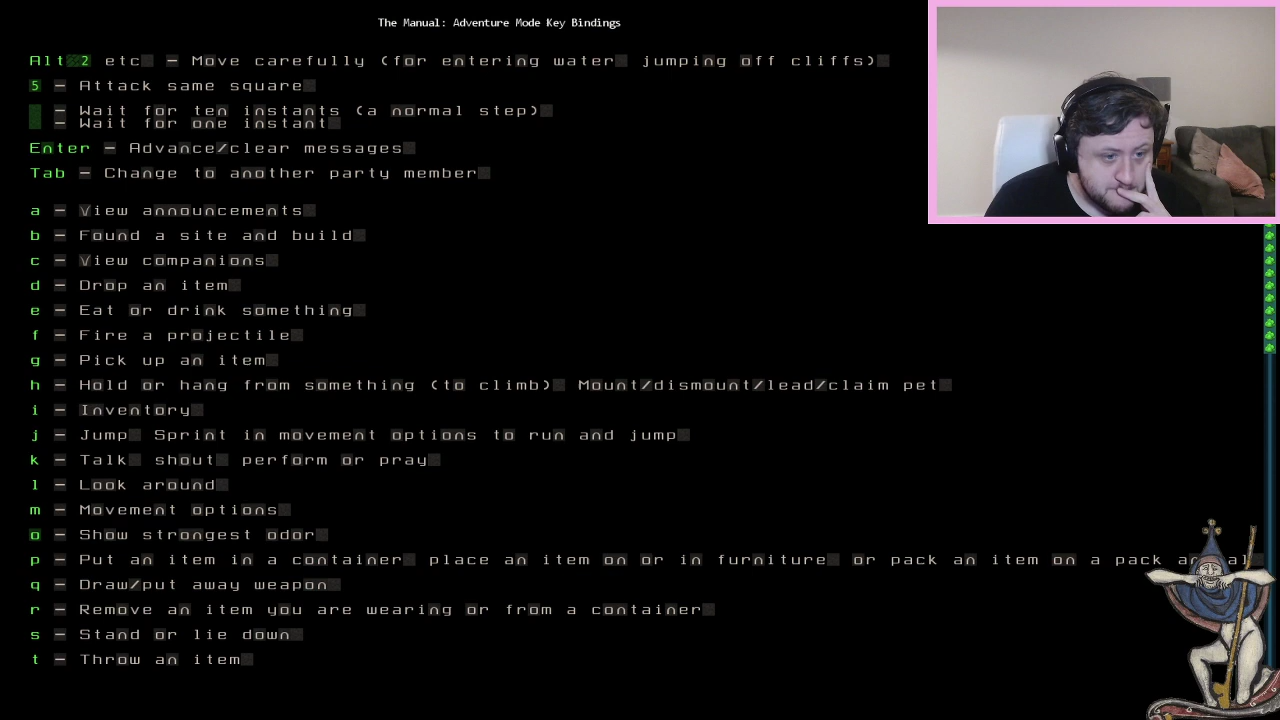 The Manual: Adventure Mode Key Bindings
Alt 2 etc - Move carefully (for entering water jumping off cliffs)
5 - Attack same square
- Wait for ten instants (a normal step)
- Wait for one instant
Enter - Advance/clear messages
Tab - Change to another party member
a - View announcements
b - Found a site and build
c - View companions
d - Drop an item
e - Eat or drink something
f - Fire a projectile
g - Pick up an item
h - Hold or hang from something (to climb) Mount/dismount/lead/claim pet
i - Inventory
j - Jump Sprint in movement options to run and jump
k - Talk shout perform or pray
l - Look around
m - Movement options
o - Show strongest odor
p - Put an item in a container place an item on or in furniture or pack an item on a pack
q - Draw/put away weapon
r - Remove an item you are wearing or from a container
s - Stand or lie down
t - Throw an item